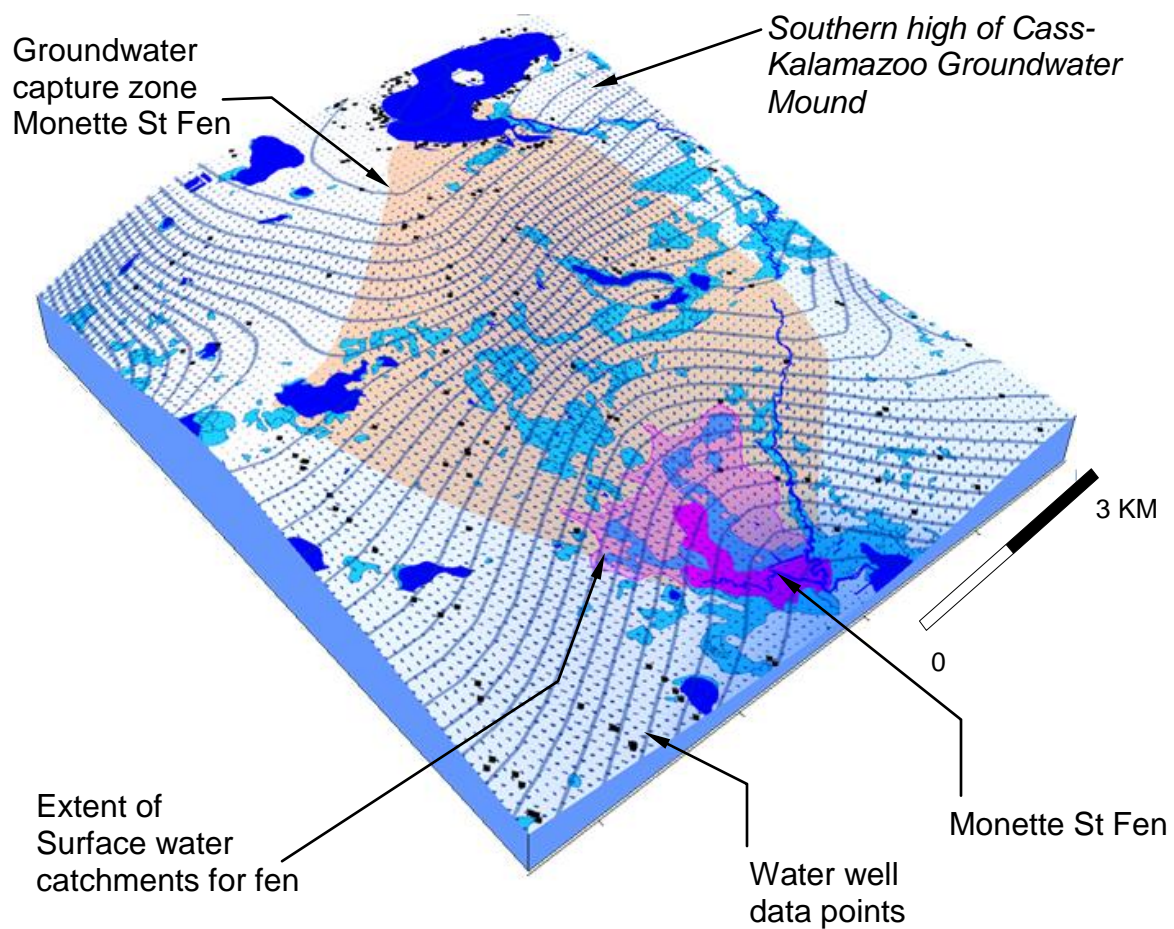 Groundwater
capture zone
Monette St Fen
Southern high of Cass-
Kalamazoo Groundwater
Mound
3 KM
0
Extent of
Surface water
catchments for fen
Monette St Fen
Water well
data points